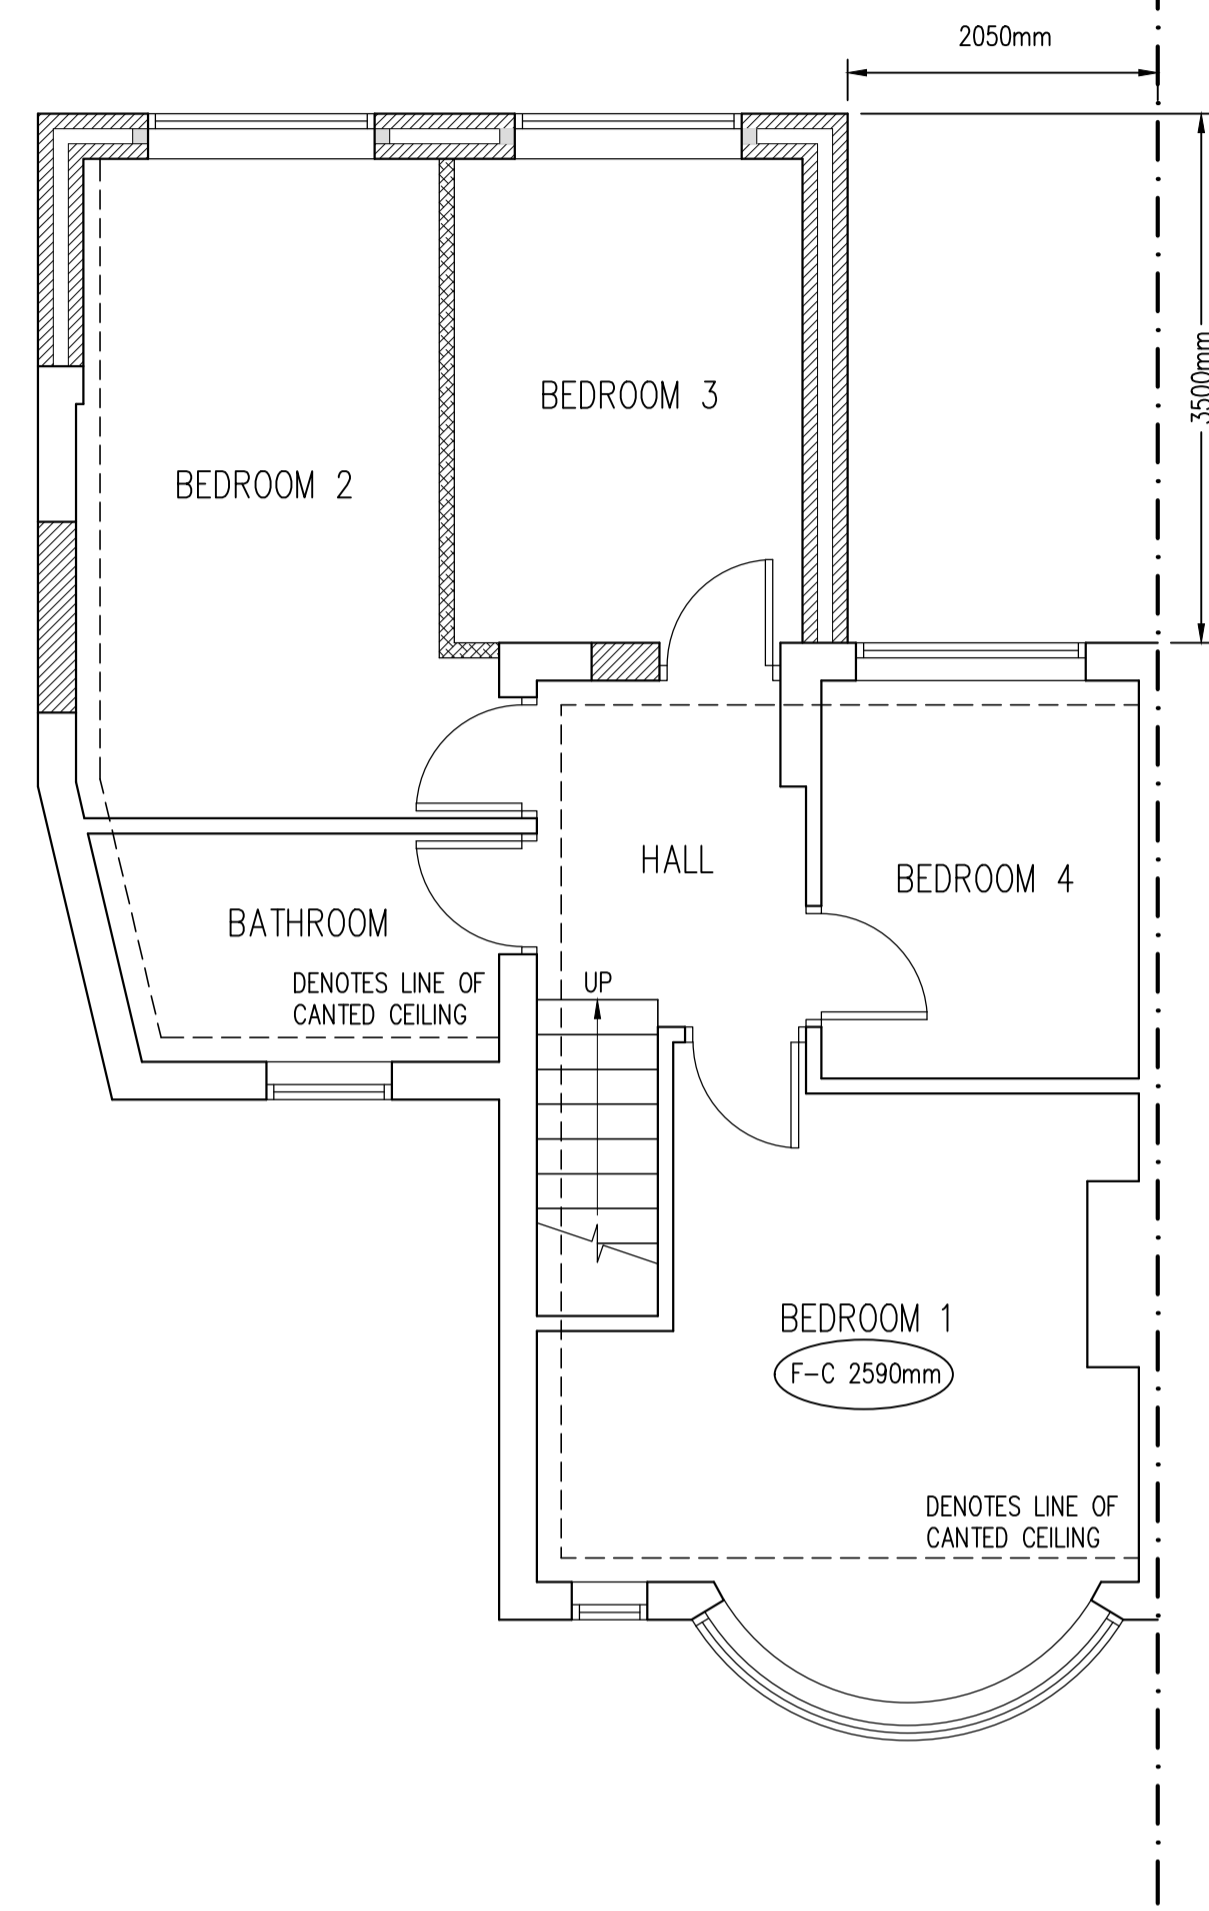 2050mm
3500mm
BEDROOM 3
BEDROOM 2
HALL
BEDROOM 4
BATHROOM
DENOTES LINE OF
CANTED CEILING
UP
BEDROOM 1
F-C 2590mm
DENOTES LINE OF
CANTED CEILING